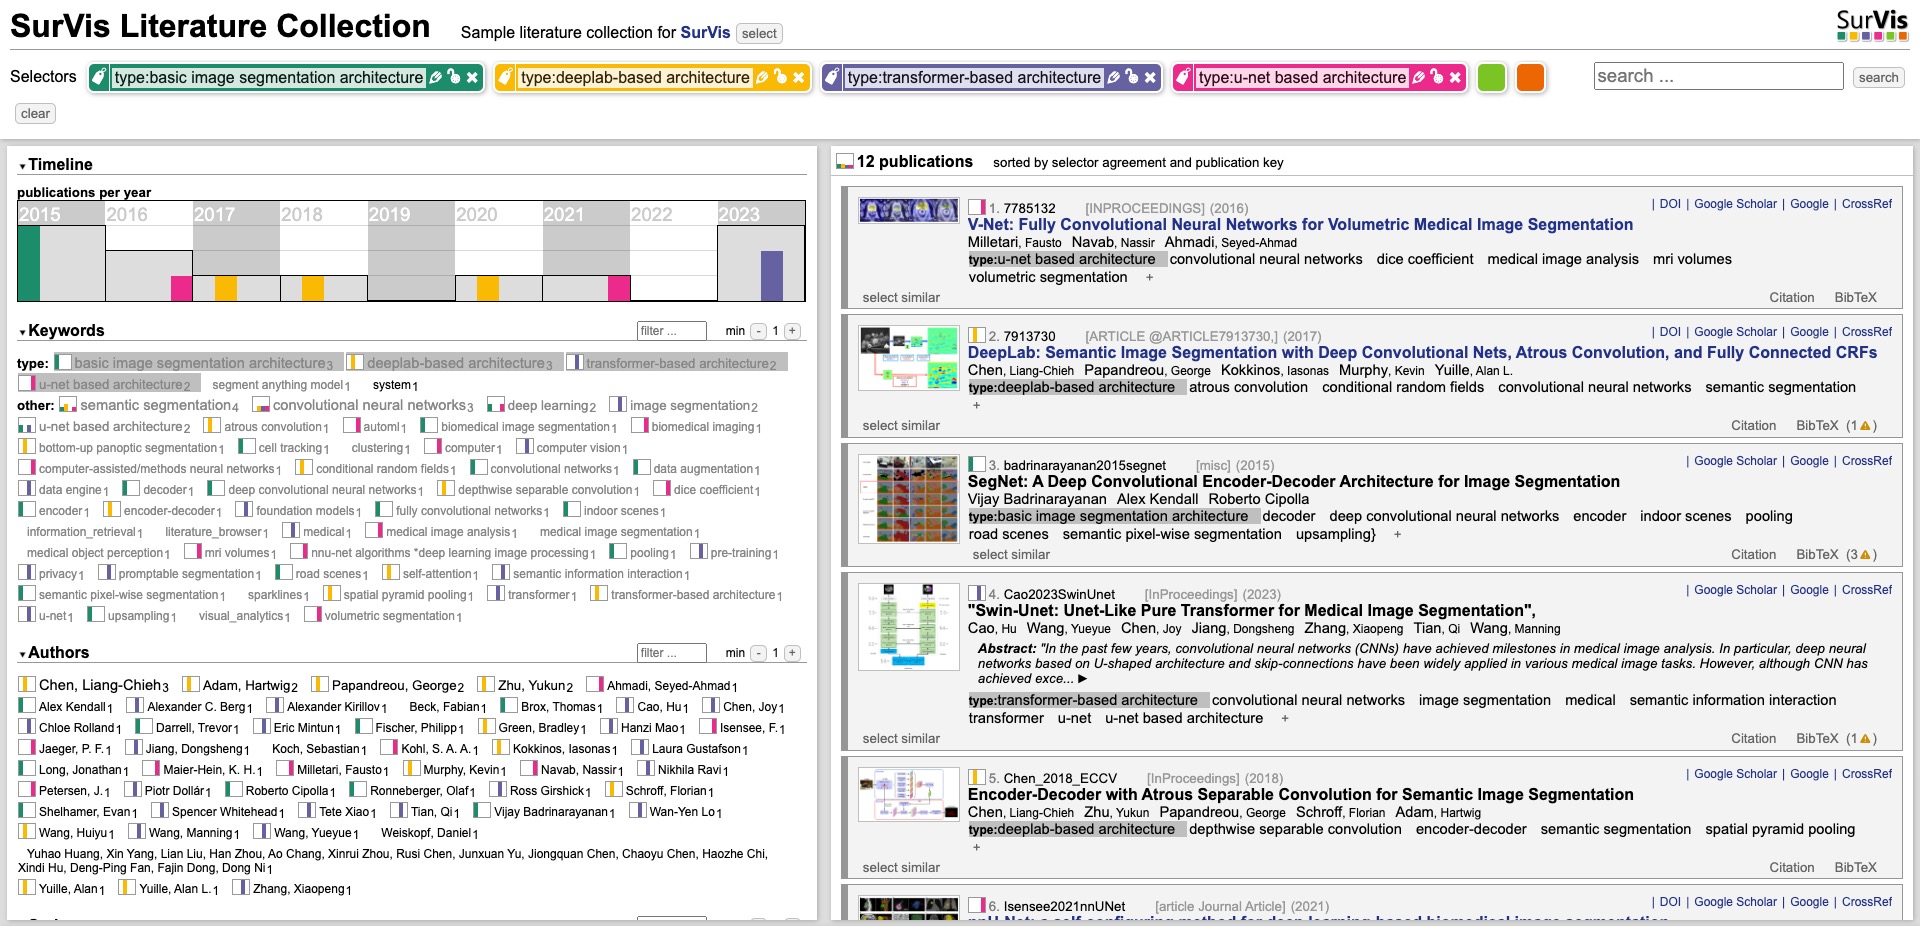 SurVis Literature Collection Sample literature collection for SurVis select SurVis
Selectors type:basic image segmentation architecture type:deeplab-based architecture type:transformer-based architecture type:u-net based architecture search ... search
clear
Timeline
publications per year
2015 2016 2017 2018 2019 2020 2021 2022 2023
Keywords filter ... min - 1 +
type: basic image segmentation architecture3 deeplab-based architecture3 transformer-based architecture2
u-net based architecture2 segment anything model1 system1
other: semantic segmentation4 convolutional neural networks3 deep learning2 image segmentation2
u-net based architecture2 atrous convolution1 automl1 biomedical image segmentation1 biomedical imaging1
bottom-up panoptic segmentation1 cell tracking1 clustering1 computer1 computer vision1
computer-assisted/methods neural networks1 conditional random fields1 convolutional networks1 data augmentation1
data engine1 decoder1 deep convolutional neural networks1 depthwise separable convolution1 dice coefficient1
encoder1 encoder-decoder1 foundation models1 fully convolutional networks1 indoor scenes1
information_retrieval1 literature_browser1 medical1 medical image analysis1 medical image segmentation1
medical object perception1 mri volumes1 nnu-net algorithms *deep learning image processing1 pooling1 pre-training1
privacy1 promptable segmentation1 road scenes1 self-attention1 semantic information interaction1
semantic pixel-wise segmentation1 sparklines1 spatial pyramid pooling1 transformer1 transformer-based architecture1
u-net1 upsampling1 visual_analytics1 volumetric segmentation1
Authors filter ... min - 1 +
Chen, Liang-Chieh3 Adam, Hartwig2 Papandreou, George2 Zhu, Yukun2 Ahmadi, Seyed-Ahmad1
Alex Kendall1 Alexander C. Berg1 Alexander Kirillov1 Beck, Fabian1 Brox, Thomas1 Cao, Hu1 Chen, Joy1
Chloe Rolland1 Darrell, Trevor1 Eric Mintun1 Fischer, Philipp1 Green, Bradley1 Hanzi Mao1 Isensee, F.1
Jaeger, P. F.1 Jiang, Dongsheng1 Koch, Sebastian1 Kohl, S. A. A.1 Kokkinos, Iasonas1 Laura Gustafson1
Long, Jonathan1 Maier-Hein, K. H.1 Milletari, Fausto1 Murphy, Kevin1 Navab, Nassir1 Nikhila Ravi1
Petersen, J.1 Piotr Dollár1 Roberto Cipolla1 Ronneberger, Olaf1 Ross Girshick1 Schroff, Florian1
Shelhamer, Evan1 Spencer Whitehead1 Tete Xiao1 Tian, Qi1 Vijay Badrinarayanan1 Wan-Yen Lo1
Wang, Huiyu1 Wang, Manning1 Wang, Yueyue1 Weiskopf, Daniel1
Yuhao Huang, Xin Yang, Lian Liu, Han Zhou, Ao Chang, Xinrui Zhou, Rusi Chen, Junxuan Yu, Jiongquan Chen, Chaoyu Chen, Haozhe Chi,
Xindi Hu, Deng-Ping Fan, Fajin Dong, Dong Ni1
Yuille, Alan1 Yuille, Alan L.1 Zhang, Xiaopeng1
12 publications sorted by selector agreement and publication key
1. 7785132 [INPROCEEDINGS] (2016) | DOI | Google Scholar | Google | CrossRef
V-Net: Fully Convolutional Neural Networks for Volumetric Medical Image Segmentation
Milletari, Fausto Navab, Nassir Ahmadi, Seyed-Ahmad
type:u-net based architecture convolutional neural networks dice coefficient medical image analysis mri volumes
volumetric segmentation +
select similar Citation BibTeX
2. 7913730 [ARTICLE @ARTICLE7913730,] (2017) | DOI | Google Scholar | Google | CrossRef
DeepLab: Semantic Image Segmentation with Deep Convolutional Nets, Atrous Convolution, and Fully Connected CRFs
Chen, Liang-Chieh Papandreou, George Kokkinos, Iasonas Murphy, Kevin Yuille, Alan L.
type:deeplab-based architecture atrous convolution conditional random fields convolutional neural networks semantic segmentation
+
select similar Citation BibTeX (1)
3. badrinarayanan2015segnet [misc] (2015) | Google Scholar | Google | CrossRef
SegNet: A Deep Convolutional Encoder-Decoder Architecture for Image Segmentation
Vijay Badrinarayanan Alex Kendall Roberto Cipolla
type:basic image segmentation architecture decoder deep convolutional neural networks encoder indoor scenes pooling
road scenes semantic pixel-wise segmentation upsampling} +
select similar Citation BibTeX (3)
4. Cao2023SwinUnet [InProceedings] (2023) | Google Scholar | Google | CrossRef
"Swin-Unet: Unet-Like Pure Transformer for Medical Image Segmentation",
Cao, Hu Wang, Yueyue Chen, Joy Jiang, Dongsheng Zhang, Xiaopeng Tian, Qi Wang, Manning
Abstract: "In the past few years, convolutional neural networks (CNNs) have achieved milestones in medical image analysis. In particular, deep neural
networks based on U-shaped architecture and skip-connections have been widely applied in various medical image tasks. However, although CNN has
achieved exce... ▶
type:transformer-based architecture convolutional neural networks image segmentation medical semantic information interaction
transformer u-net u-net based architecture +
select similar Citation BibTeX (1)
5. Chen_2018_ECCV [InProceedings] (2018) | Google Scholar | Google | CrossRef
Encoder-Decoder with Atrous Separable Convolution for Semantic Image Segmentation
Chen, Liang-Chieh Zhu, Yukun Papandreou, George Schroff, Florian Adam, Hartwig
type:deeplab-based architecture depthwise separable convolution encoder-decoder semantic segmentation spatial pyramid pooling
+
select similar Citation BibTeX
6. Isensee2021nnUNet [article Journal Article] (2021) | DOI | Google Scholar | Google | CrossRef
nnU-Net: a self-configuring method for deep learning-based biomedical image segmentation